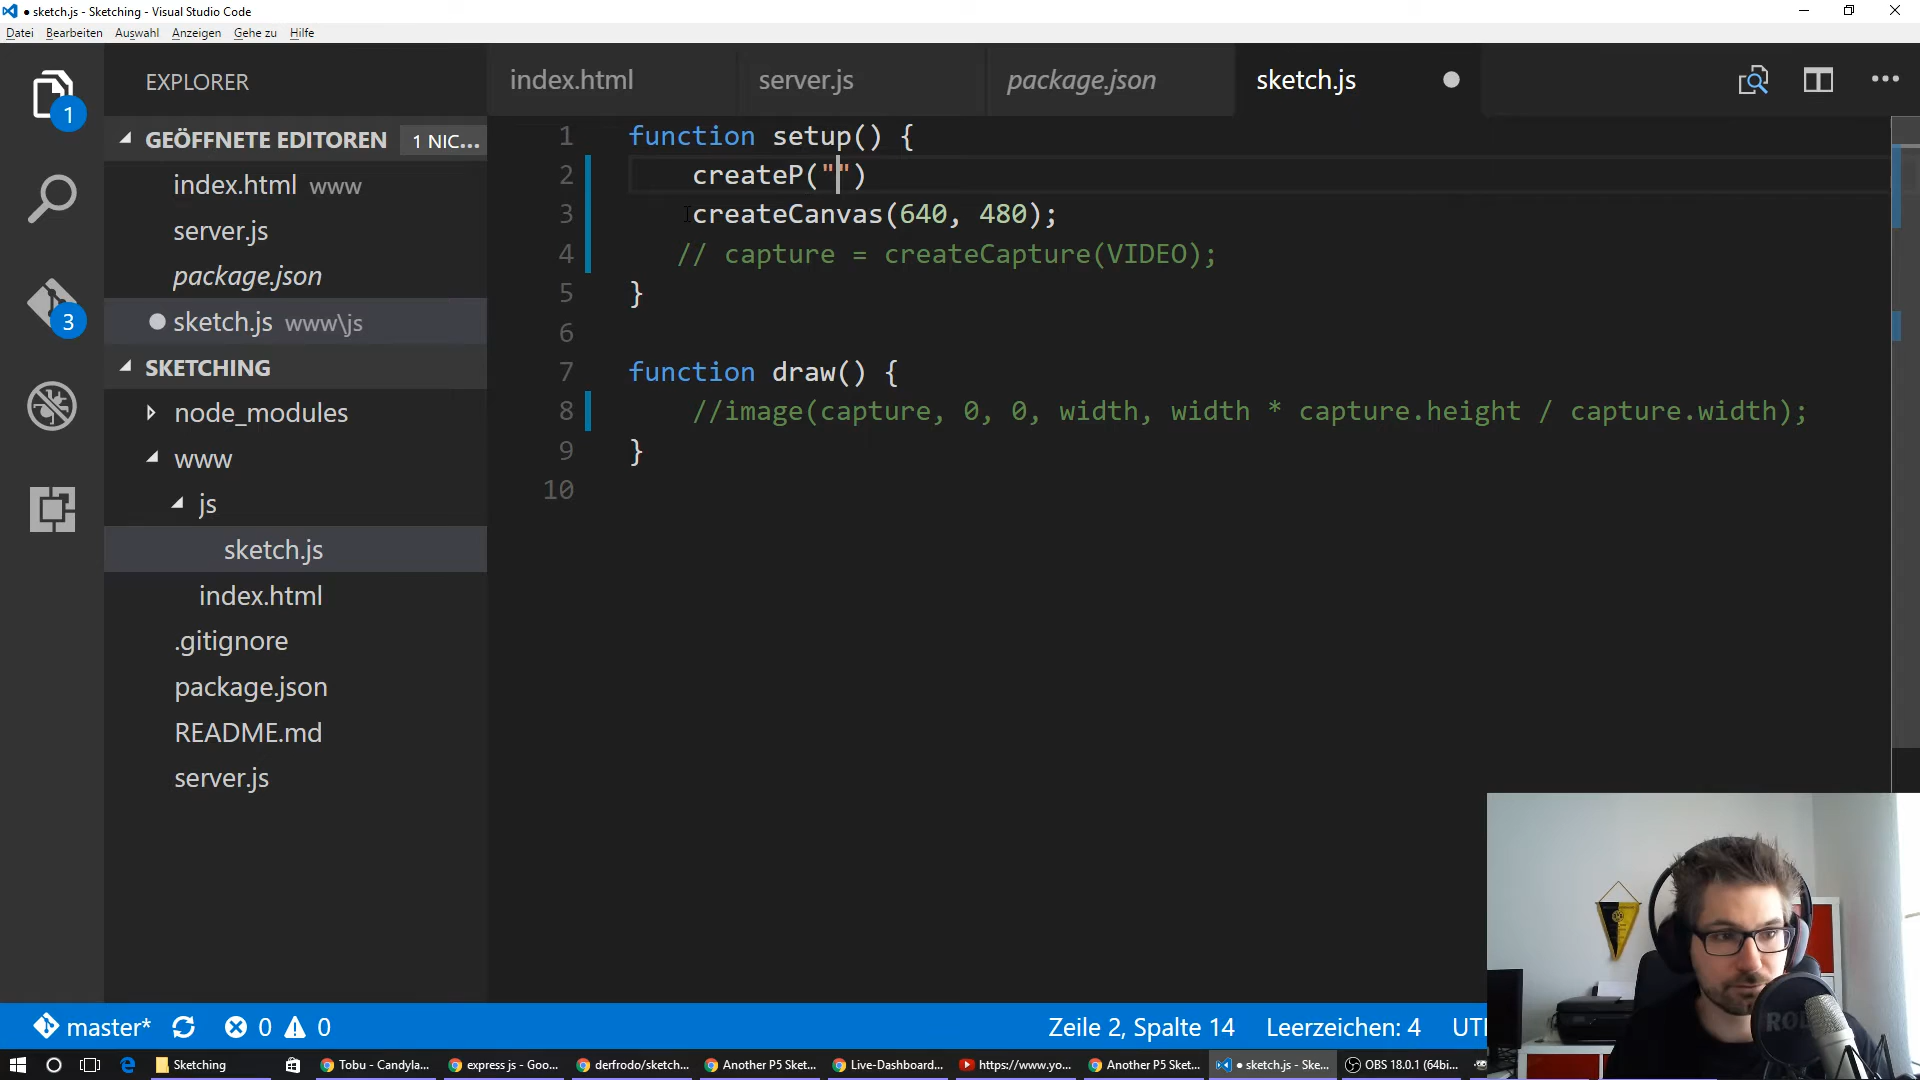 sketch.js - Sketching - Visual Studio Code
Datei Bearbeiten Auswahl Anzeigen Gehe zu Hilfe
EXPLORER
index.html server.js package.json sketch.js
GEÖFFNETE EDITOREN 1 NIC...
index.html www
server.js
package.json
sketch.js www\js
SKETCHING
node_modules
www
js
sketch.js
index.html
.gitignore
package.json
README.md
server.js
1
3
1 function setup() {
2 createP("")
3 createCanvas(640, 480);
4 // capture = createCapture(VIDEO);
5 }
6
7 function draw() {
8 //image(capture, 0, 0, width, width * capture.height / capture.width);
9 }
10
master* 0 0 Zeile 2, Spalte 14 Leerzeichen: 4
Sketching Tobu - Candyla... express js - Goo... derfrodo/sketch... Another P5 Sket... Live-Dashboard... https://www.yo... Another P5 Sket... sketch.js - Ske... OBS 18.0.1 (64bi...